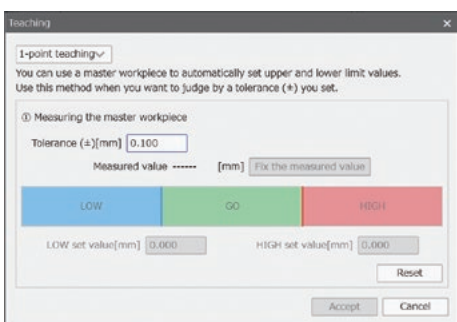 Teaching
1-point teaching
You can use a master workpiece to automatically set upper and lower limit values.
Use this method when you want to judge by a tolerance (±) you set.
① Measuring the master workpiece
Tolerance (±)[mm] 0.100
Measured value ------ [mm] Fix the measured value
LOW GO HIGH
LOW set value[mm] 0.000 HIGH set value[mm] 0.000
Reset
Accept Cancel